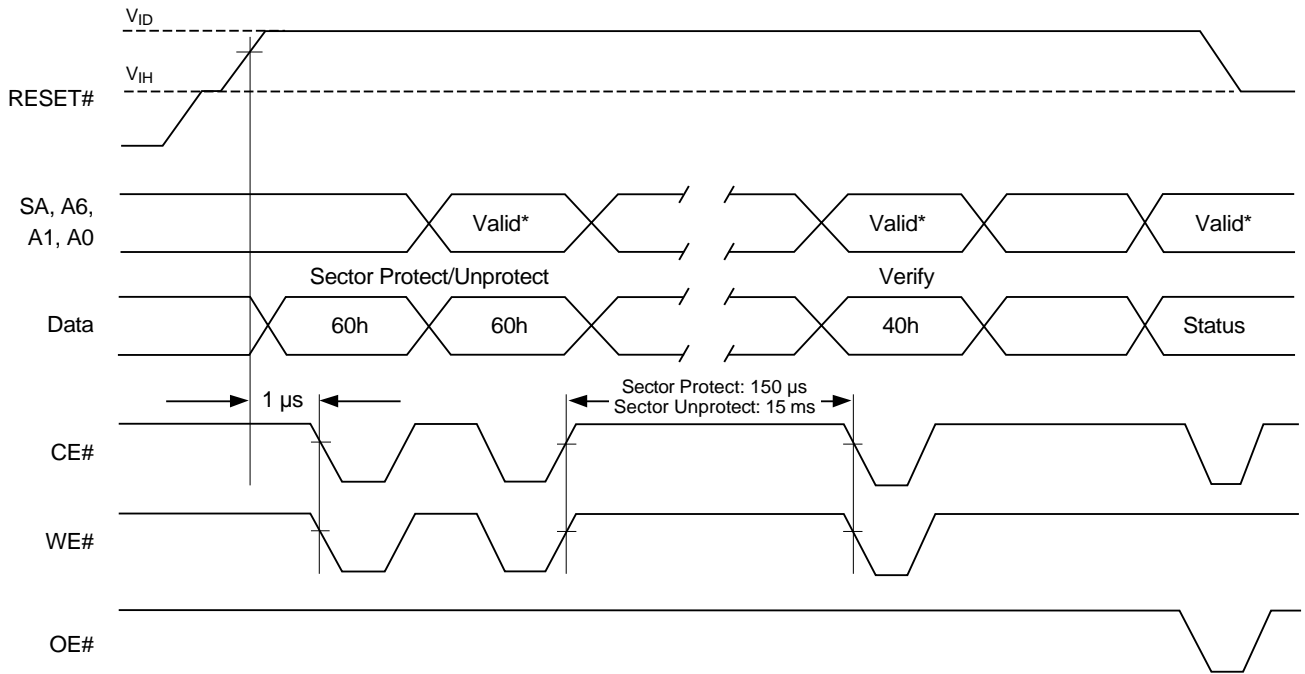 VID
VIH
RESET#
SA, A6,
A1, A0
Valid*
Valid*
Valid*
Sector Protect/Unprotect
Verify
Data
60h
60h
40h
Status
1 µs
Sector Protect: 150 µs
Sector Unprotect: 15 ms
CE#
WE#
OE#